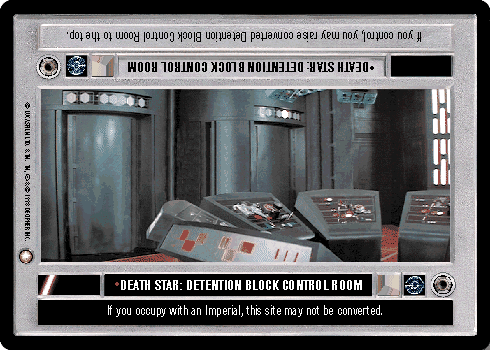 If you control, you may raise your converted Detention Block Control Room to the top.
•DEATH STAR: DETENTION BLOCK CONTROL ROOM
•DEATH STAR: DETENTION BLOCK CONTROL ROOM
If you occupy with an Imperial, this site may not be converted.